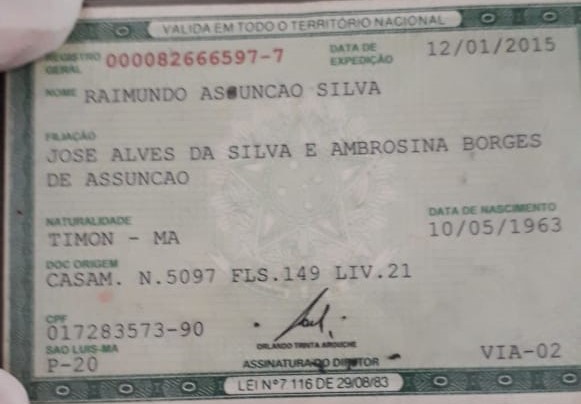 VALIDA EM TODO O TERRITÓRIO NACIONAL
REGISTRO GERAL 000082666597-7 DATA DE EXPEDIÇÃO 12/01/2015
NOME RAIMUNDO ASSUNCAO SILVA
FILIAÇÃO
JOSE ALVES DA SILVA E AMBROSINA BORGES
DE ASSUNCAO
NATURALIDADE DATA DE NASCIMENTO
TIMON - MA 10/05/1963
DOC ORIGEM
CASAM. N.5097 FLS.149 LIV.21
CPF
017283573-90
ORLANDO TRINTA AROUCHE
SAO LUIS-MA
P-20 ASSINATURA DO DIRETOR VIA-02
LEI Nº 7.116 DE 29/08/83